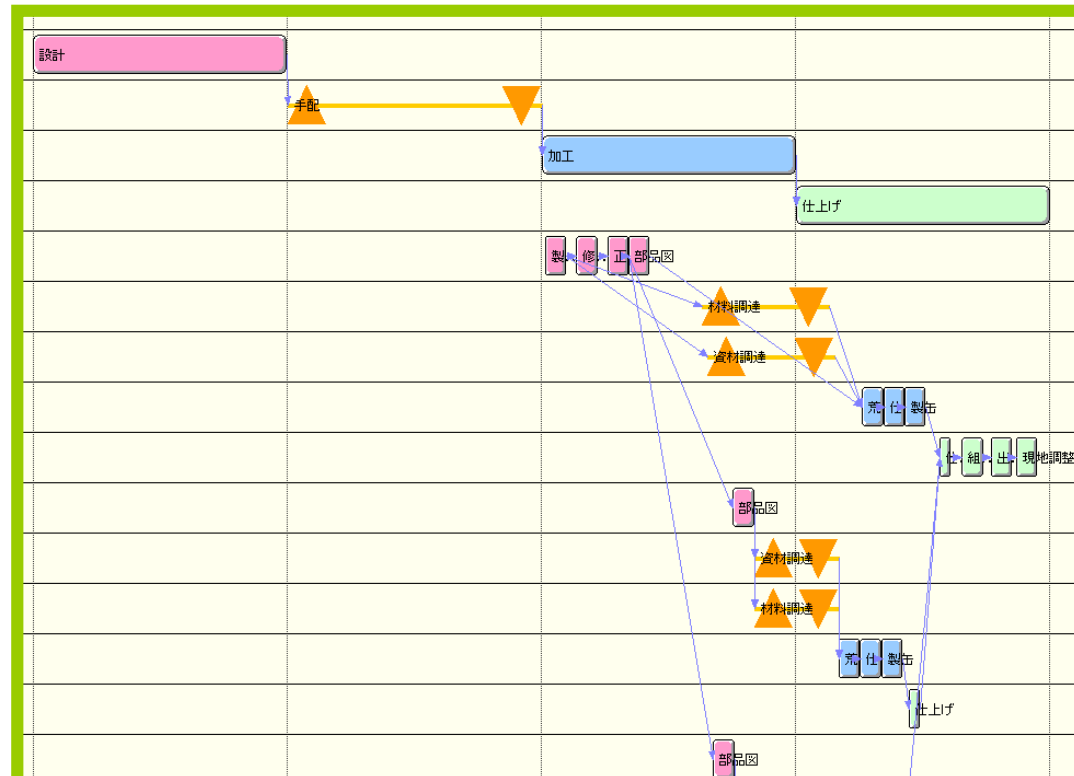 設計
手配
加工
仕上げ
製. 修. 正 部品図
材料調達
資材調達
荒 仕 製缶
仕. 組. 出. 現地調整
部品図
資材調達
材料調達
荒 仕 製缶
仕上げ
部品図